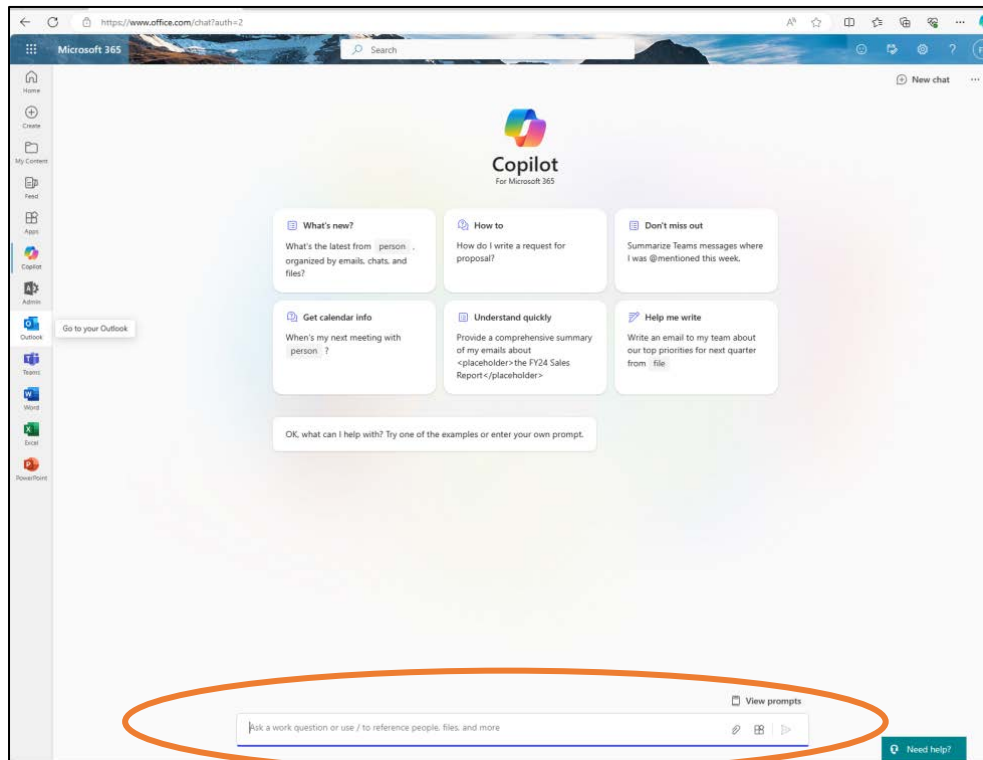 https://www.office.com/chat?auth=2
Microsoft 365
Search
Home
Create
My Content
Feed
Apps
Copilot
Admin
Outlook
Go to your Outlook
Teams
Word
Excel
PowerPoint
New chat
Copilot
For Microsoft 365
What's new?
What's the latest from person ,
organized by emails, chats, and
files?
How to
How do I write a request for
proposal?
Don't miss out
Summarize Teams messages where
I was @mentioned this week.
Get calendar info
When's my next meeting with
person ?
Understand quickly
Provide a comprehensive summary
of my emails about
<placeholder>the FY24 Sales
Report</placeholder>
Help me write
Write an email to my team about
our top priorities for next quarter
from file
OK, what can I help with? Try one of the examples or enter your own prompt.
View prompts
Ask a work question or use / to reference people, files, and more
Need help?